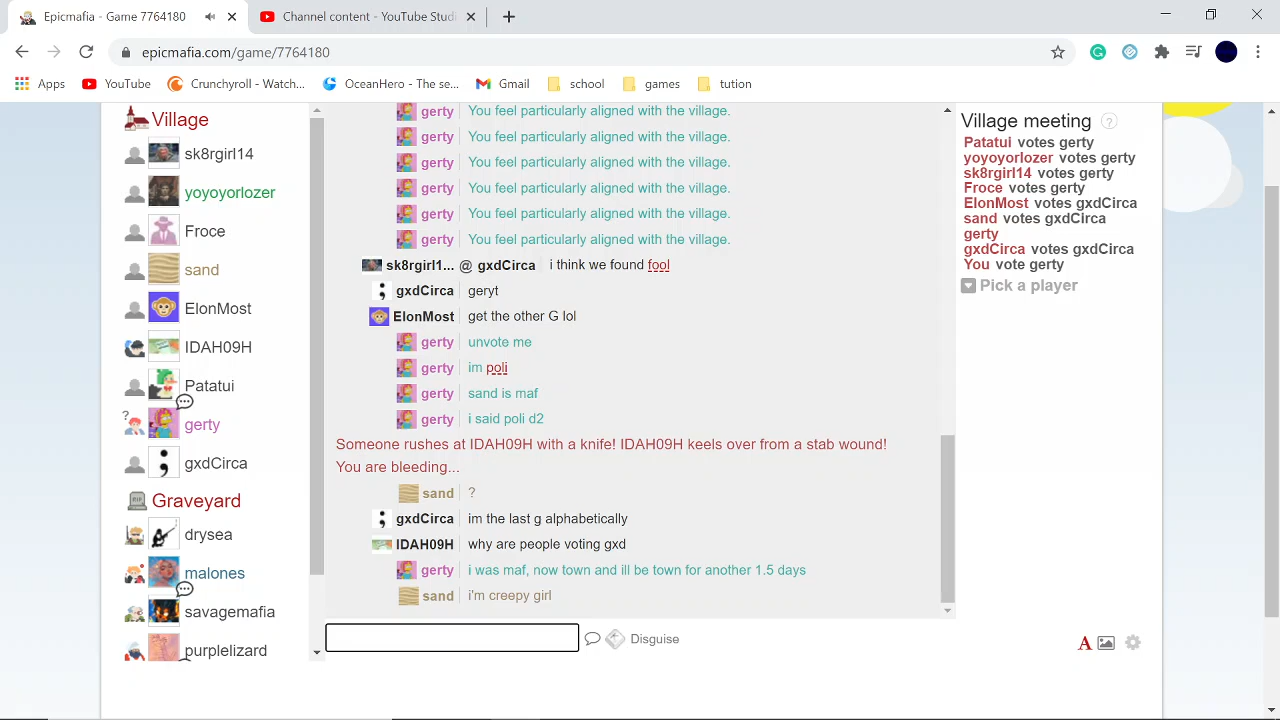 Epicmafia - Game 7764180
Channel content - YouTube Studi
epicmafia.com/game/7764180
Apps
YouTube
Crunchyroll - Watch...
OceanHero - The se...
Gmail
school
games
tution
Village
sk8rgirl14
yoyoyorlozer
Froce
sand
ElonMost
IDAH09H
Patatui
gerty
gxdCirca
Graveyard
drysea
malones
savagemafia
purplelizard
gerty You feel particularly aligned with the village.
gerty You feel particularly aligned with the village.
gerty You feel particularly aligned with the village.
gerty You feel particularly aligned with the village.
gerty You feel particularly aligned with the village.
gerty You feel particularly aligned with the village.
sk8rgirl... @ gxdCirca i think we found fool
gxdCirca geryt
ElonMost get the other G lol
gerty unvote me
gerty im poli
gerty sand is maf
gerty i said poli d2
Someone rushes at IDAH09H with a knife! IDAH09H keels over from a stab wound!
You are bleeding...
sand ?
gxdCirca im the last g alphabetically
IDAH09H why are people voting gxd
gerty i was maf, now town and ill be town for another 1.5 days
sand i'm creepy girl
Disguise
A
Village meeting ?
Patatui votes gerty
yoyoyorlozer votes gerty
sk8rgirl14 votes gerty
Froce votes gerty
ElonMost votes gxdCirca
sand votes gxdCirca
gerty
gxdCirca votes gxdCirca
You vote gerty
Pick a player